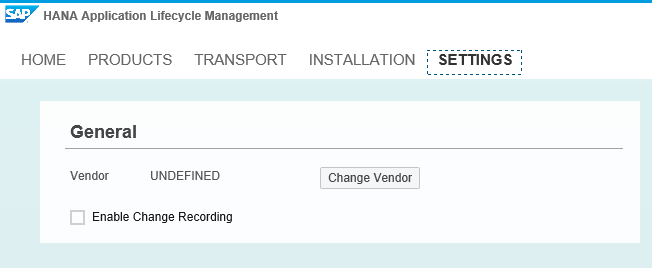 SAP HANA Application Lifecycle Management
HOME PRODUCTS TRANSPORT INSTALLATION SETTINGS
General
Vendor UNDEFINED Change Vendor
Enable Change Recording